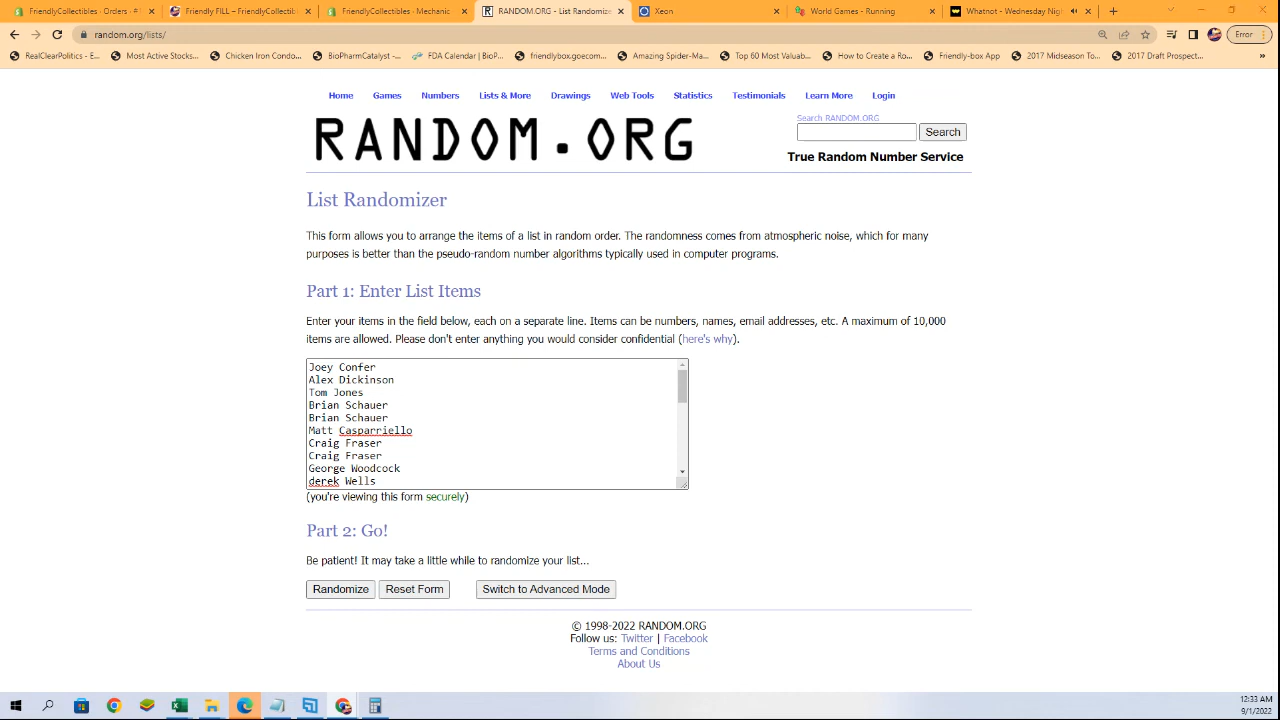 FriendlyCollectibles - Orders - #
Friendly FILL – FriendlyCollectib
FriendlyCollectibles - Mechanic
RANDOM.ORG - List Randomize
Xeon
World Games - Running
Whatnot - Wednesday Nigh
random.org/lists/
Error
RealClearPolitics - E...
Most Active Stocks...
Chicken Iron Condo...
BioPharmCatalyst -...
FDA Calendar | BioP...
friendlybox.goecom...
Amazing Spider-Ma...
Top 60 Most Valuab...
How to Create a Ro...
Friendly-box App
2017 Midseason To...
2017 Draft Prospect...
»
Home Games Numbers Lists & More Drawings Web Tools Statistics Testimonials Learn More Login
RANDOM.ORG
Search RANDOM.ORG
Search
True Random Number Service
List Randomizer
This form allows you to arrange the items of a list in random order. The randomness comes from atmospheric noise, which for many
purposes is better than the pseudo-random number algorithms typically used in computer programs.
Part 1: Enter List Items
Enter your items in the field below, each on a separate line. Items can be numbers, names, email addresses, etc. A maximum of 10,000
items are allowed. Please don't enter anything you would consider confidential (here's why).
Joey Confer
Alex Dickinson
Tom Jones
Brian Schauer
Brian Schauer
Matt Casparriello
Craig Fraser
Craig Fraser
George Woodcock
derek Wells
(you're viewing this form securely)
Part 2: Go!
Be patient! It may take a little while to randomize your list...
Randomize Reset Form Switch to Advanced Mode
© 1998-2022 RANDOM.ORG
Follow us: Twitter | Facebook
Terms and Conditions
About Us
12:33 AM
9/1/2022